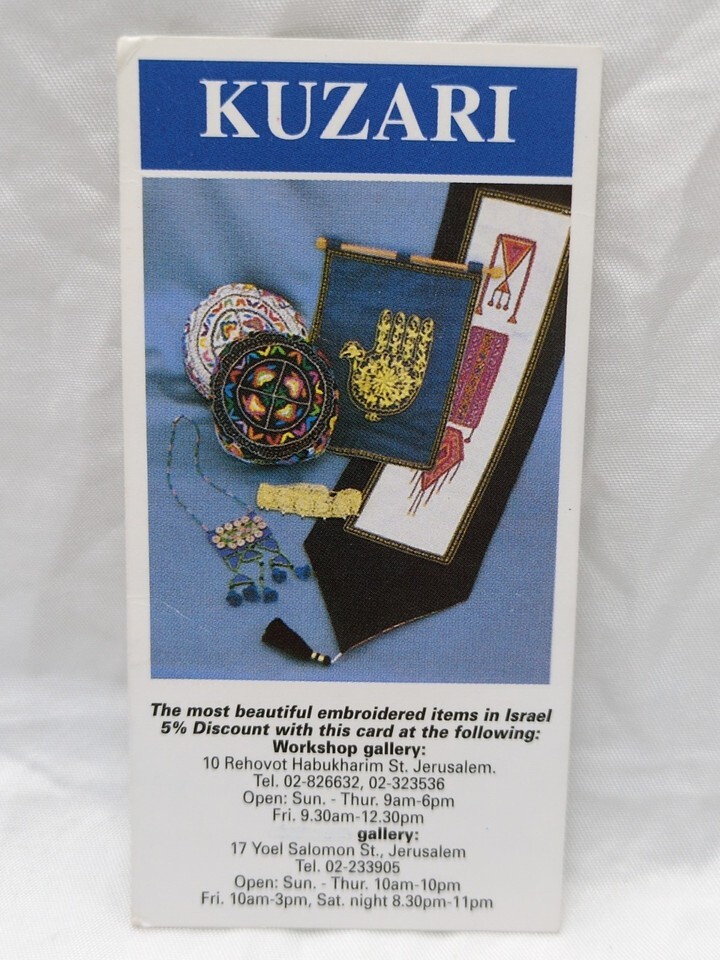 KUZARI
The most beautiful embroidered items in Israel
5% Discount with this card at the following:
Workshop gallery:
10 Rehovot Habukharim St. Jerusalem.
Tel. 02-826632, 02-323536
Open: Sun. - Thur. 9am-6pm
Fri. 9.30am-12.30pm
gallery:
17 Yoel Salomon St., Jerusalem
Tel. 02-233905
Open: Sun. - Thur. 10am-10pm
Fri. 10am-3pm, Sat. night 8.30pm-11pm